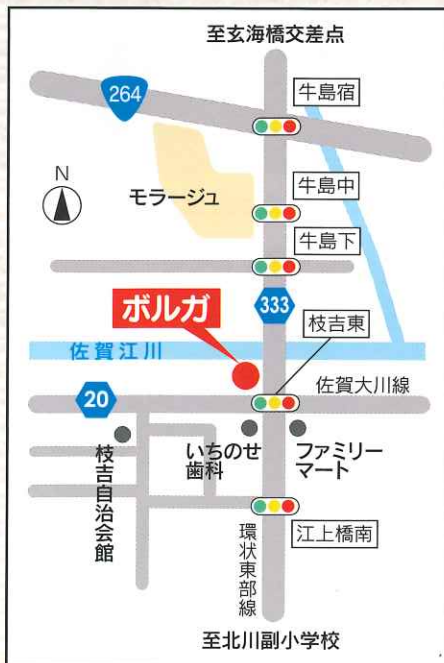 至玄海橋交差点
264
牛島宿
N
モラージュ
牛島中
牛島下
ボルガ
333
枝吉東
佐賀江川
佐賀大川線
20
いちのせ
歯科
ファミリー
マート
枝吉自治会館
環状東部線
江上橋南
至北川副小学校